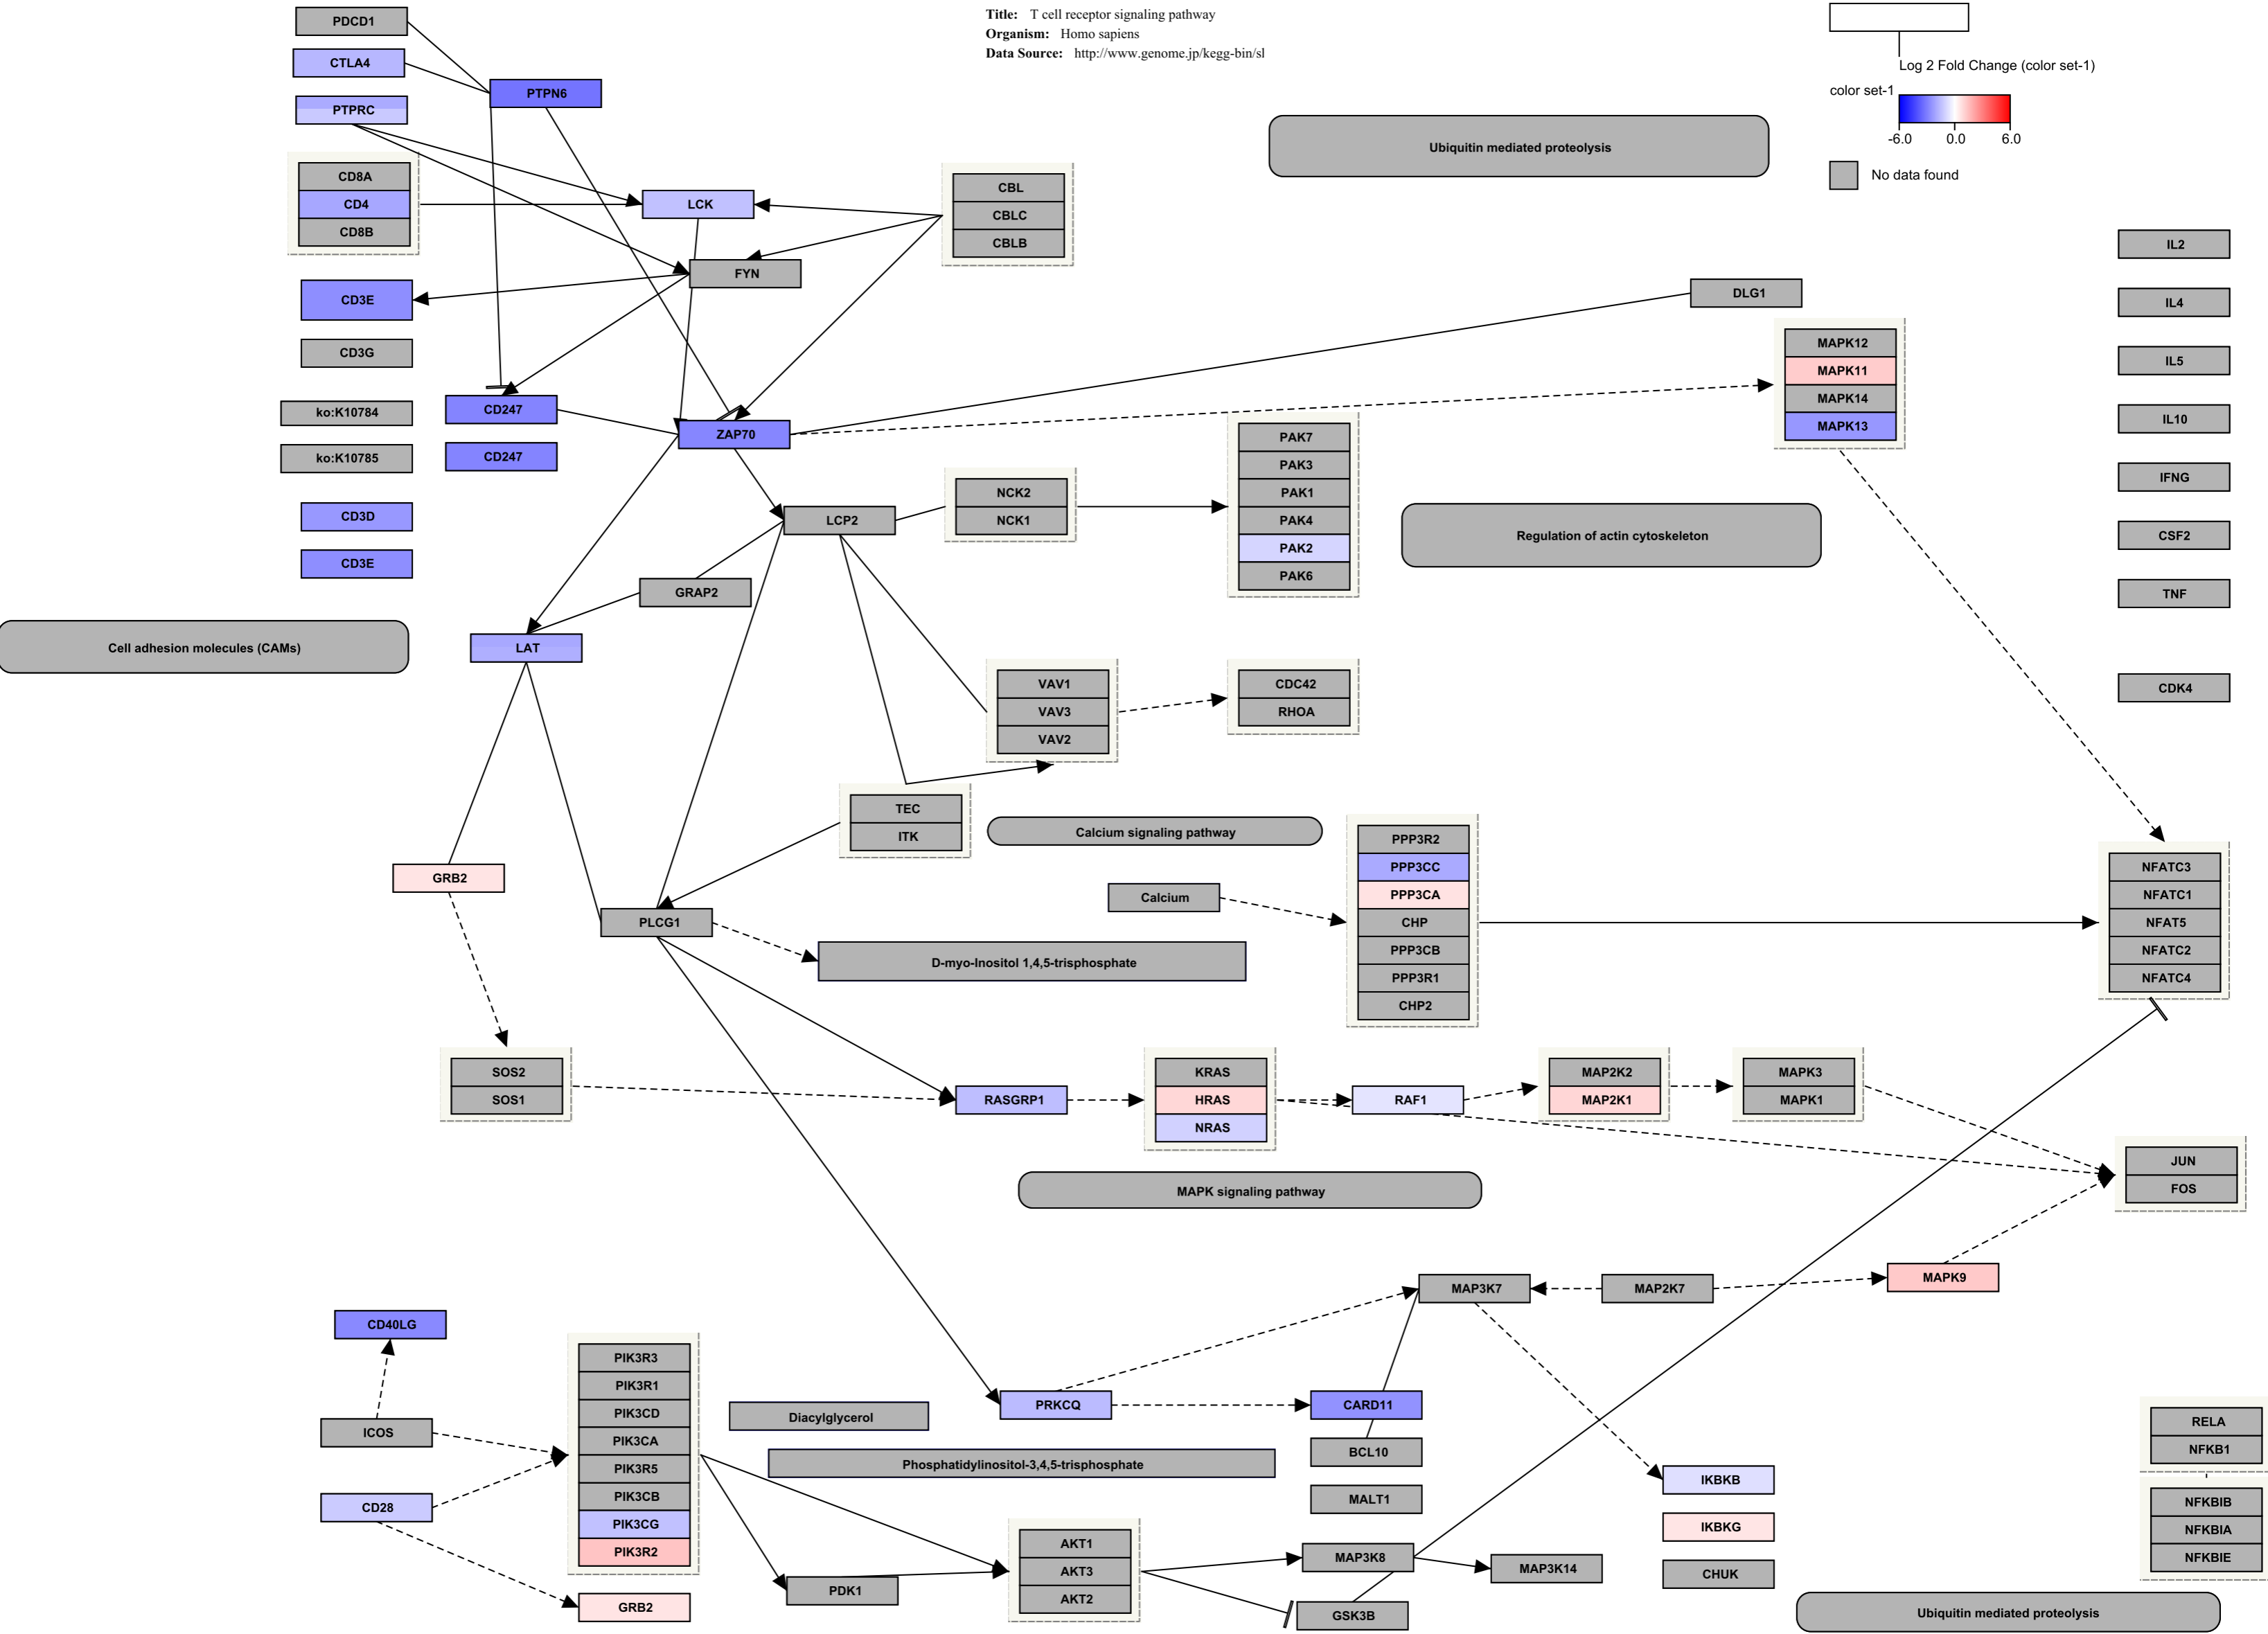 Title: T cell receptor signaling pathway
Organism: Homo sapiens
Data Source: http://www.genome.jp/kegg-bin/sl
Log 2 Fold Change (color set-1)
color set-1
-6.0 0.0 6.0
No data found
PDCD1
CTLA4
PTPN6
PTPRC
Ubiquitin mediated proteolysis
CD8A
CD4
CD8B
LCK
CBL
CBLC
CBLB
FYN
CD3E
CD3G
ko:K10784
ko:K10785
CD247
CD247
ZAP70
CD3D
CD3E
DLG1
MAPK12
MAPK11
MAPK14
MAPK13
IL2
IL4
IL5
IL10
IFNG
CSF2
TNF
CDK4
PAK7
PAK3
PAK1
PAK4
PAK2
PAK6
NCK2
NCK1
LCP2
Regulation of actin cytoskeleton
GRAP2
Cell adhesion molecules (CAMs)
LAT
VAV1
VAV3
VAV2
CDC42
RHOA
TEC
ITK
Calcium signaling pathway
PPP3R2
PPP3CC
PPP3CA
CHP
PPP3CB
PPP3R1
CHP2
NFATC3
NFATC1
NFAT5
NFATC2
NFATC4
GRB2
Calcium
PLCG1
D-myo-Inositol 1,4,5-trisphosphate
SOS2
SOS1
RASGRP1
KRAS
HRAS
NRAS
RAF1
MAP2K2
MAP2K1
MAPK3
MAPK1
JUN
FOS
MAPK signaling pathway
MAP3K7
MAP2K7
MAPK9
CD40LG
ICOS
CD28
PIK3R3
PIK3R1
PIK3CD
PIK3CA
PIK3R5
PIK3CB
PIK3CG
PIK3R2
GRB2
Diacylglycerol
Phosphatidylinositol-3,4,5-trisphosphate
PRKCQ
CARD11
BCL10
MALT1
IKBKB
IKBKG
CHUK
RELA
NFKB1
NFKBIB
NFKBIA
NFKBIE
PDK1
AKT1
AKT3
AKT2
MAP3K8
MAP3K14
GSK3B
Ubiquitin mediated proteolysis